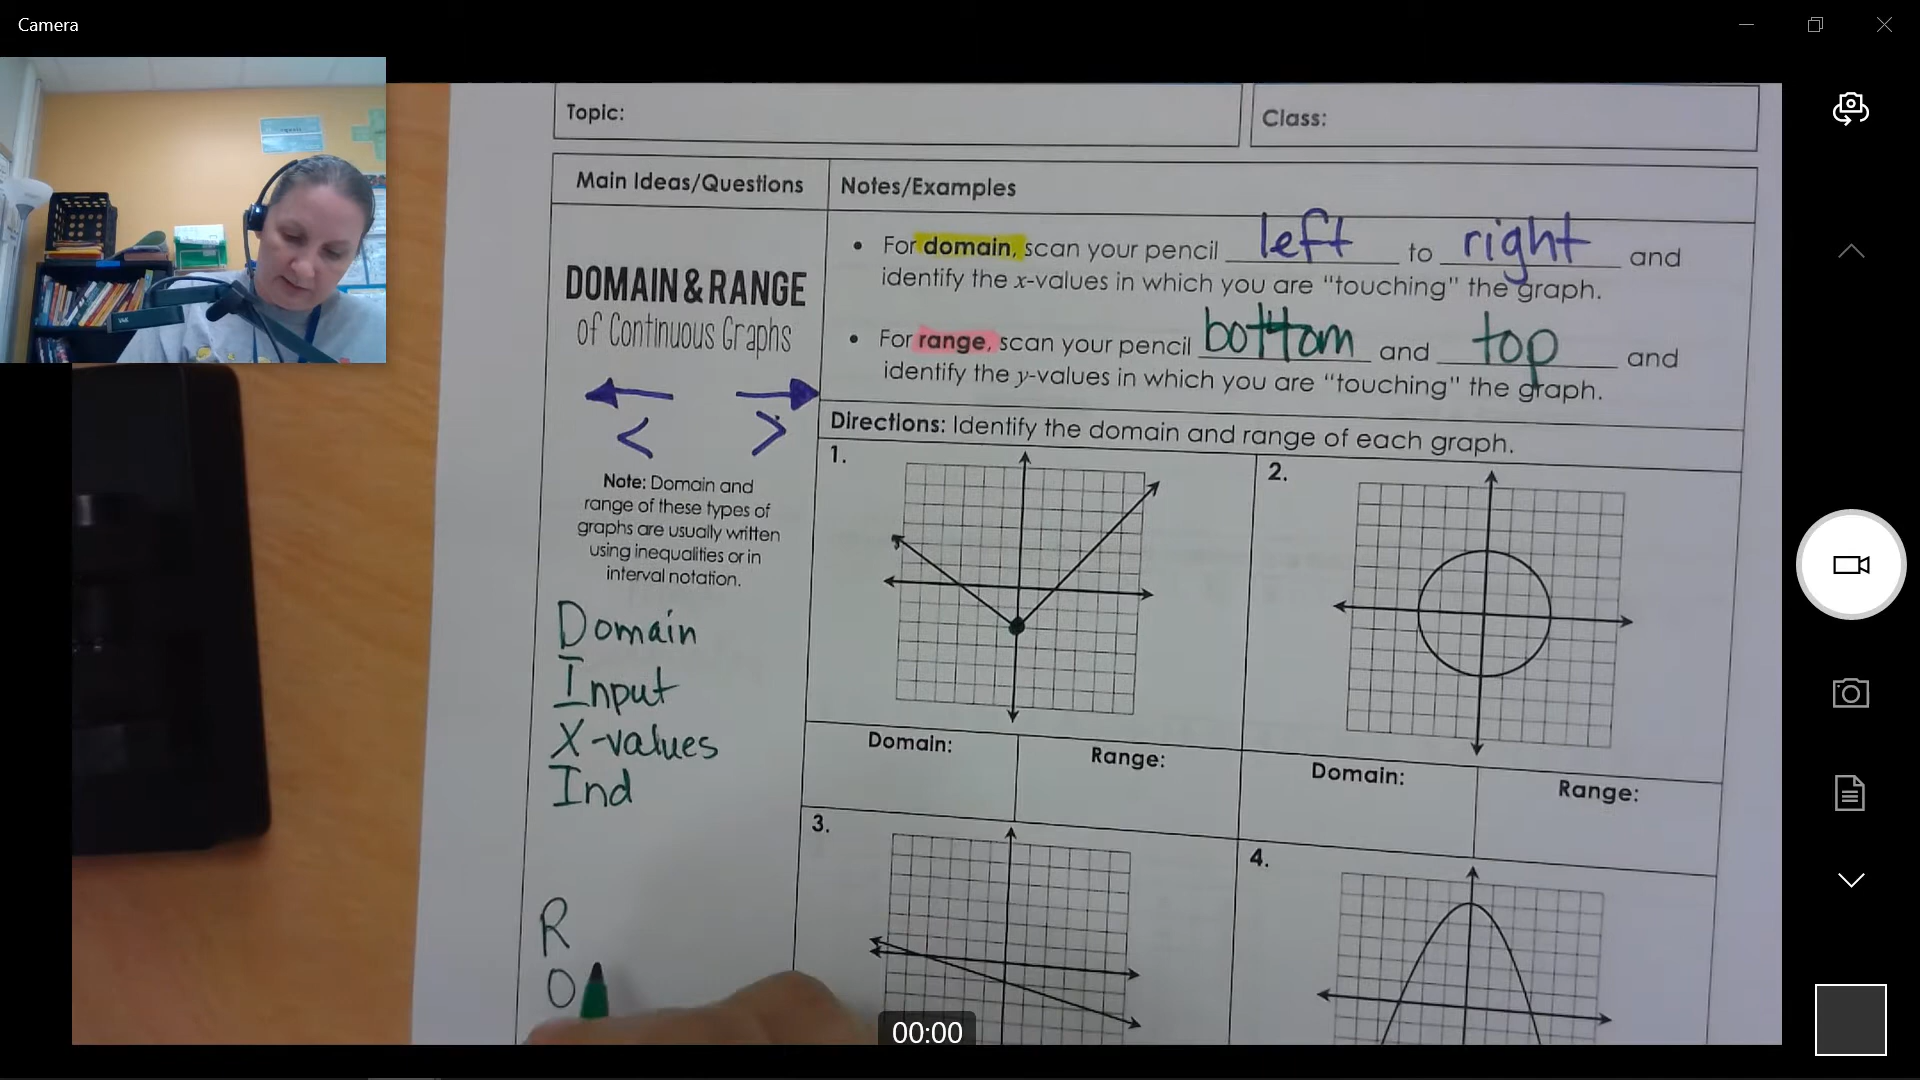 Camera
Topic:
Class:
Main Ideas/Questions
Notes/Examples
DOMAIN & RANGE
of Continuous Graphs
< >
Note: Domain and
range of these types of
graphs are usually written
using inequalities or in
interval notation.
Domain
Input
X-values
Ind
R
O
• For domain, scan your pencil left to right and
identify the x-values in which you are “touching” the graph.
• For range, scan your pencil bottom and top and
identify the y-values in which you are “touching” the graph.
Directions: Identify the domain and range of each graph.
1.
2.
Domain:
Range:
Domain:
Range:
3.
4.
00:00